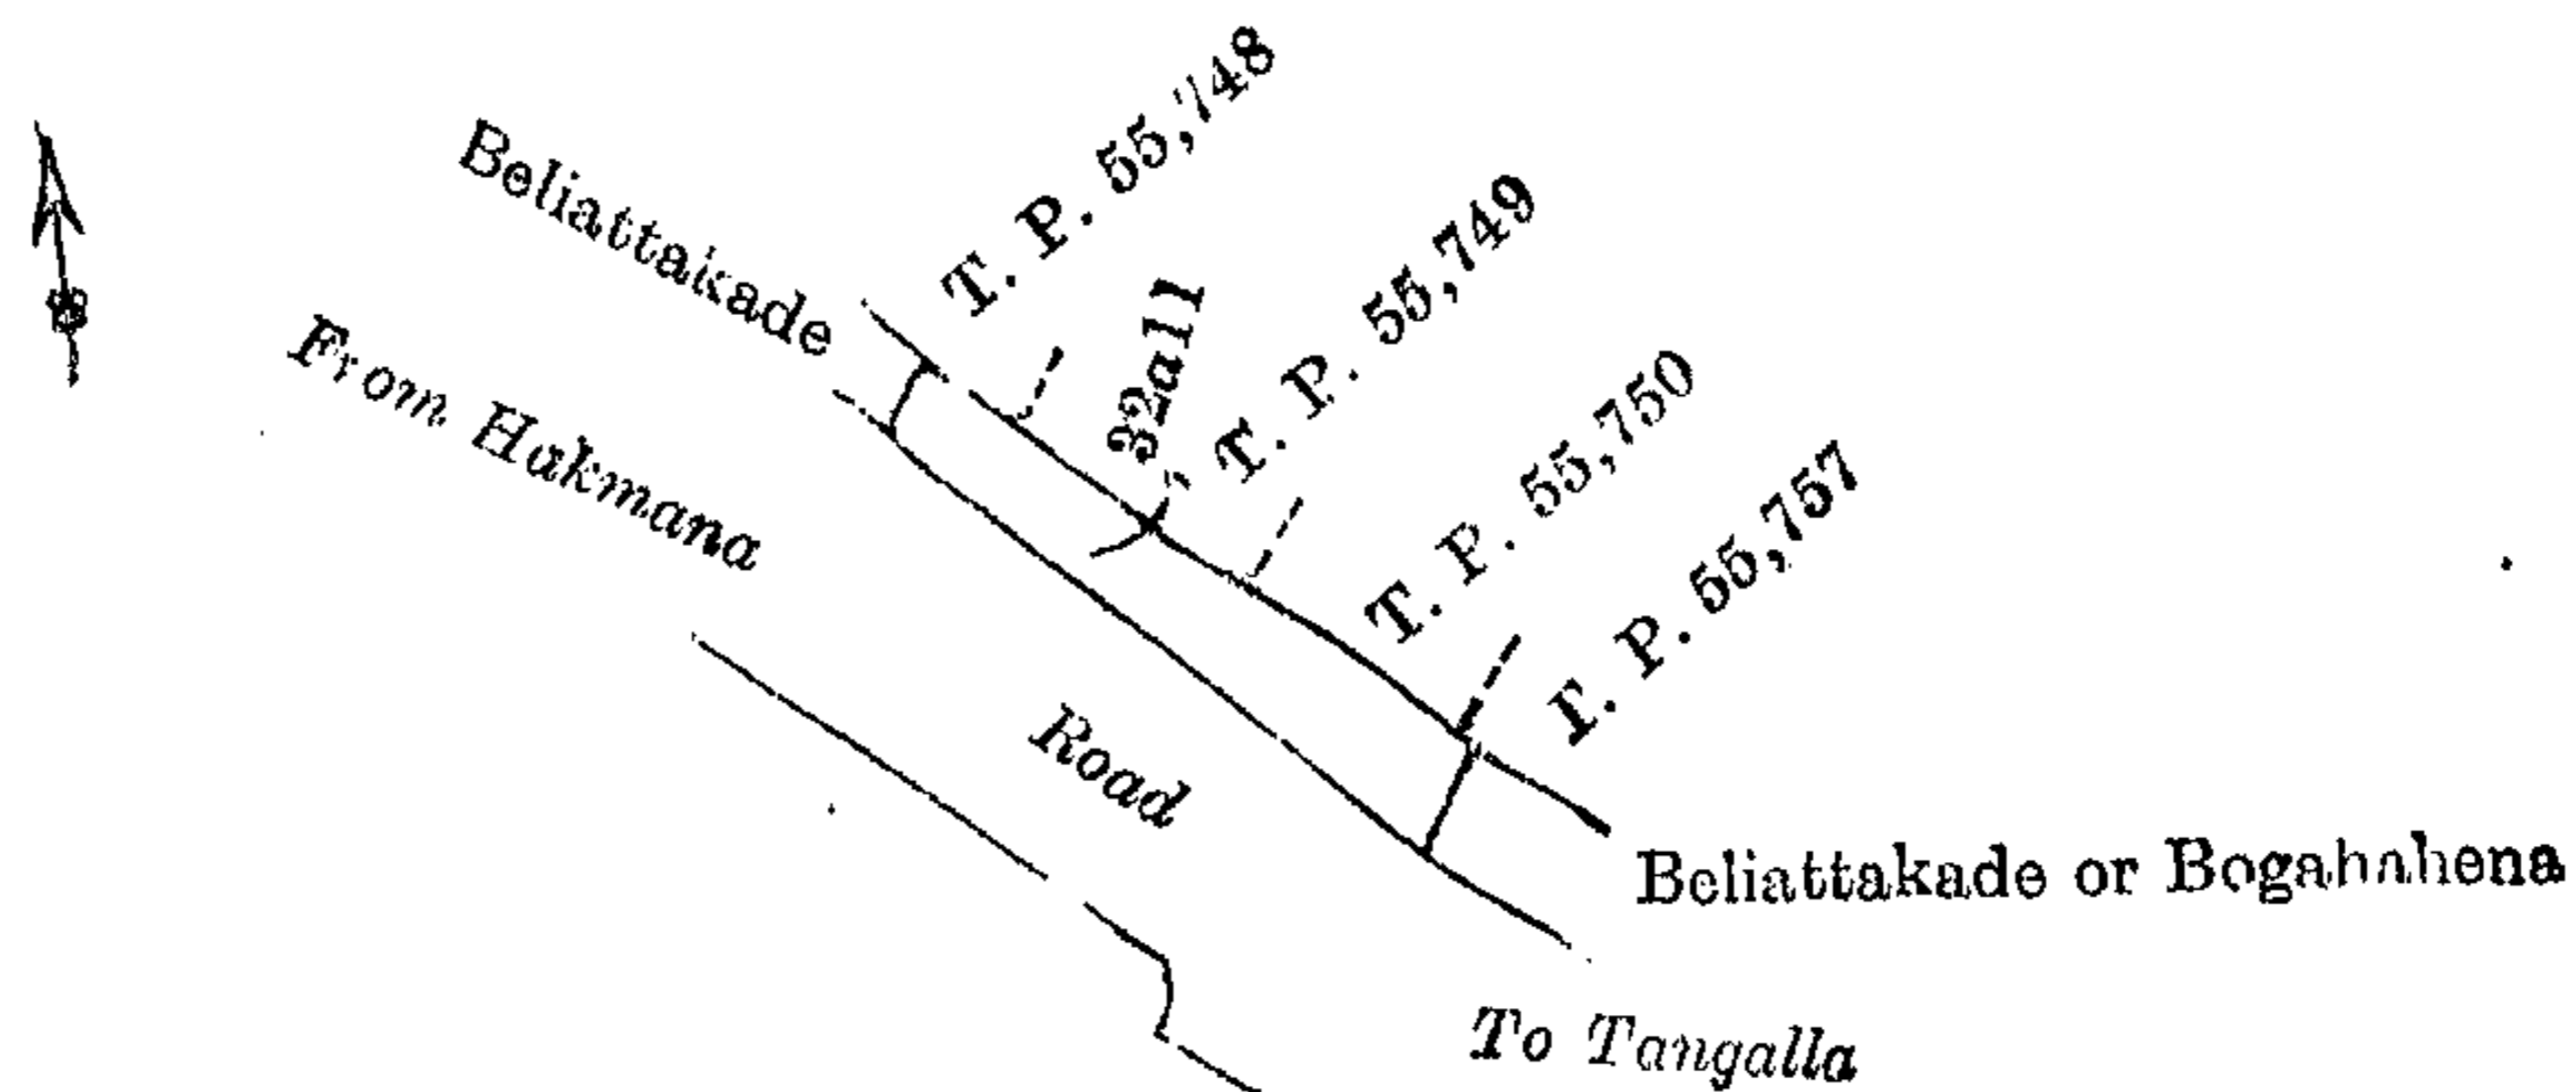 T. P. 55,748
Beliattakade
T. P. 55,749
32a11
From Hakmana
T. P. 55,750
T. P. 55,757
Road
Beliattakade or Bogahahena
To Tangalla